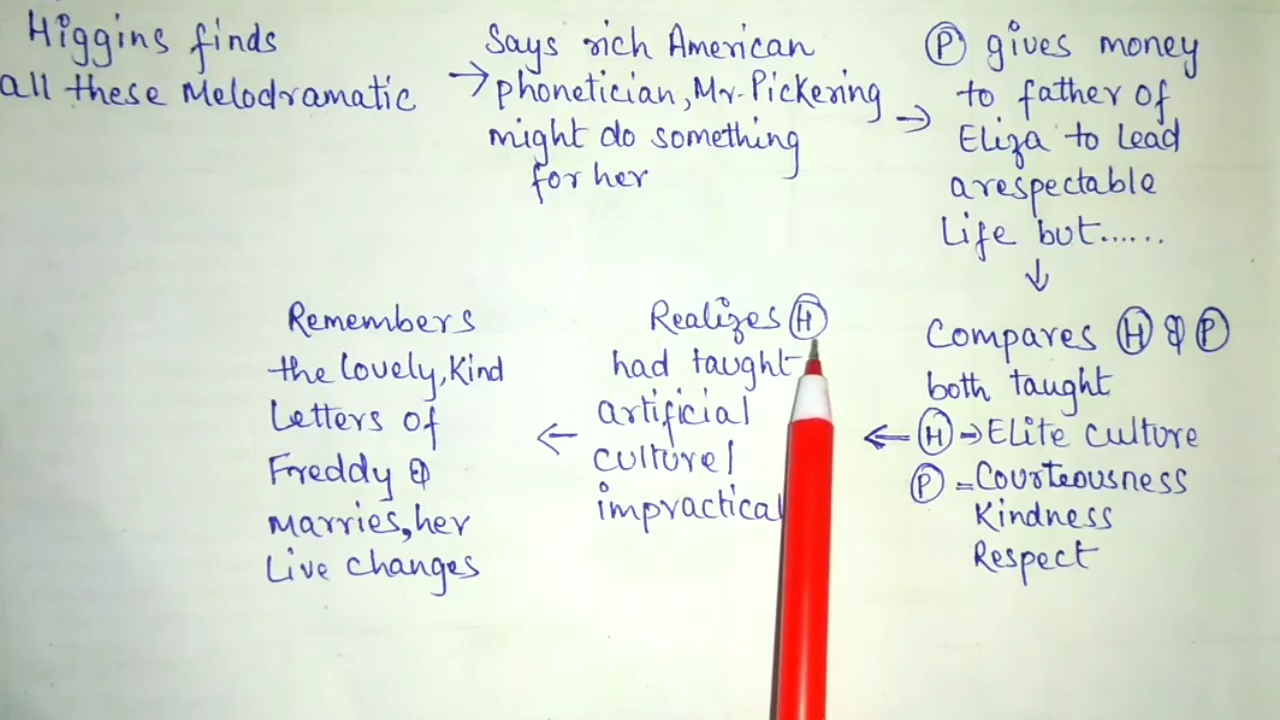 Higgins finds
all these Melodramatic
→ Says rich American
phonetician, Mr. Pickering
might do something
for her
→ Ⓟ gives money
to father of
Eliza to Lead
a respectable
Life but......
↓
Compares Ⓗ & Ⓟ
both taught
Ⓗ → Elite culture
Ⓟ = Courteousness
Kindness
Respect
← Realizes Ⓗ
had taught
artificial
culture/
impractical
← Remembers
the Lovely, Kind
Letters of
Freddy &
marries, her
Live changes